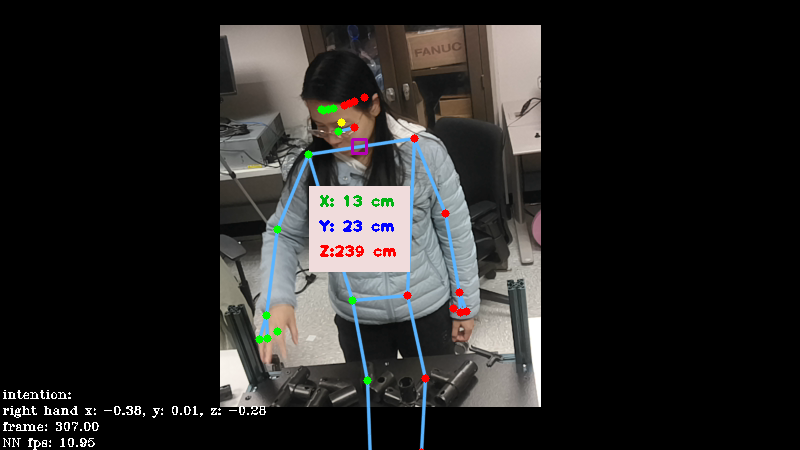 FANUC
X: 13 cm
Y: 23 cm
Z:239 cm
intention:
right hand x: -0.38, y: 0.01, z: -0.28
frame: 307.00
NN fps: 10.95